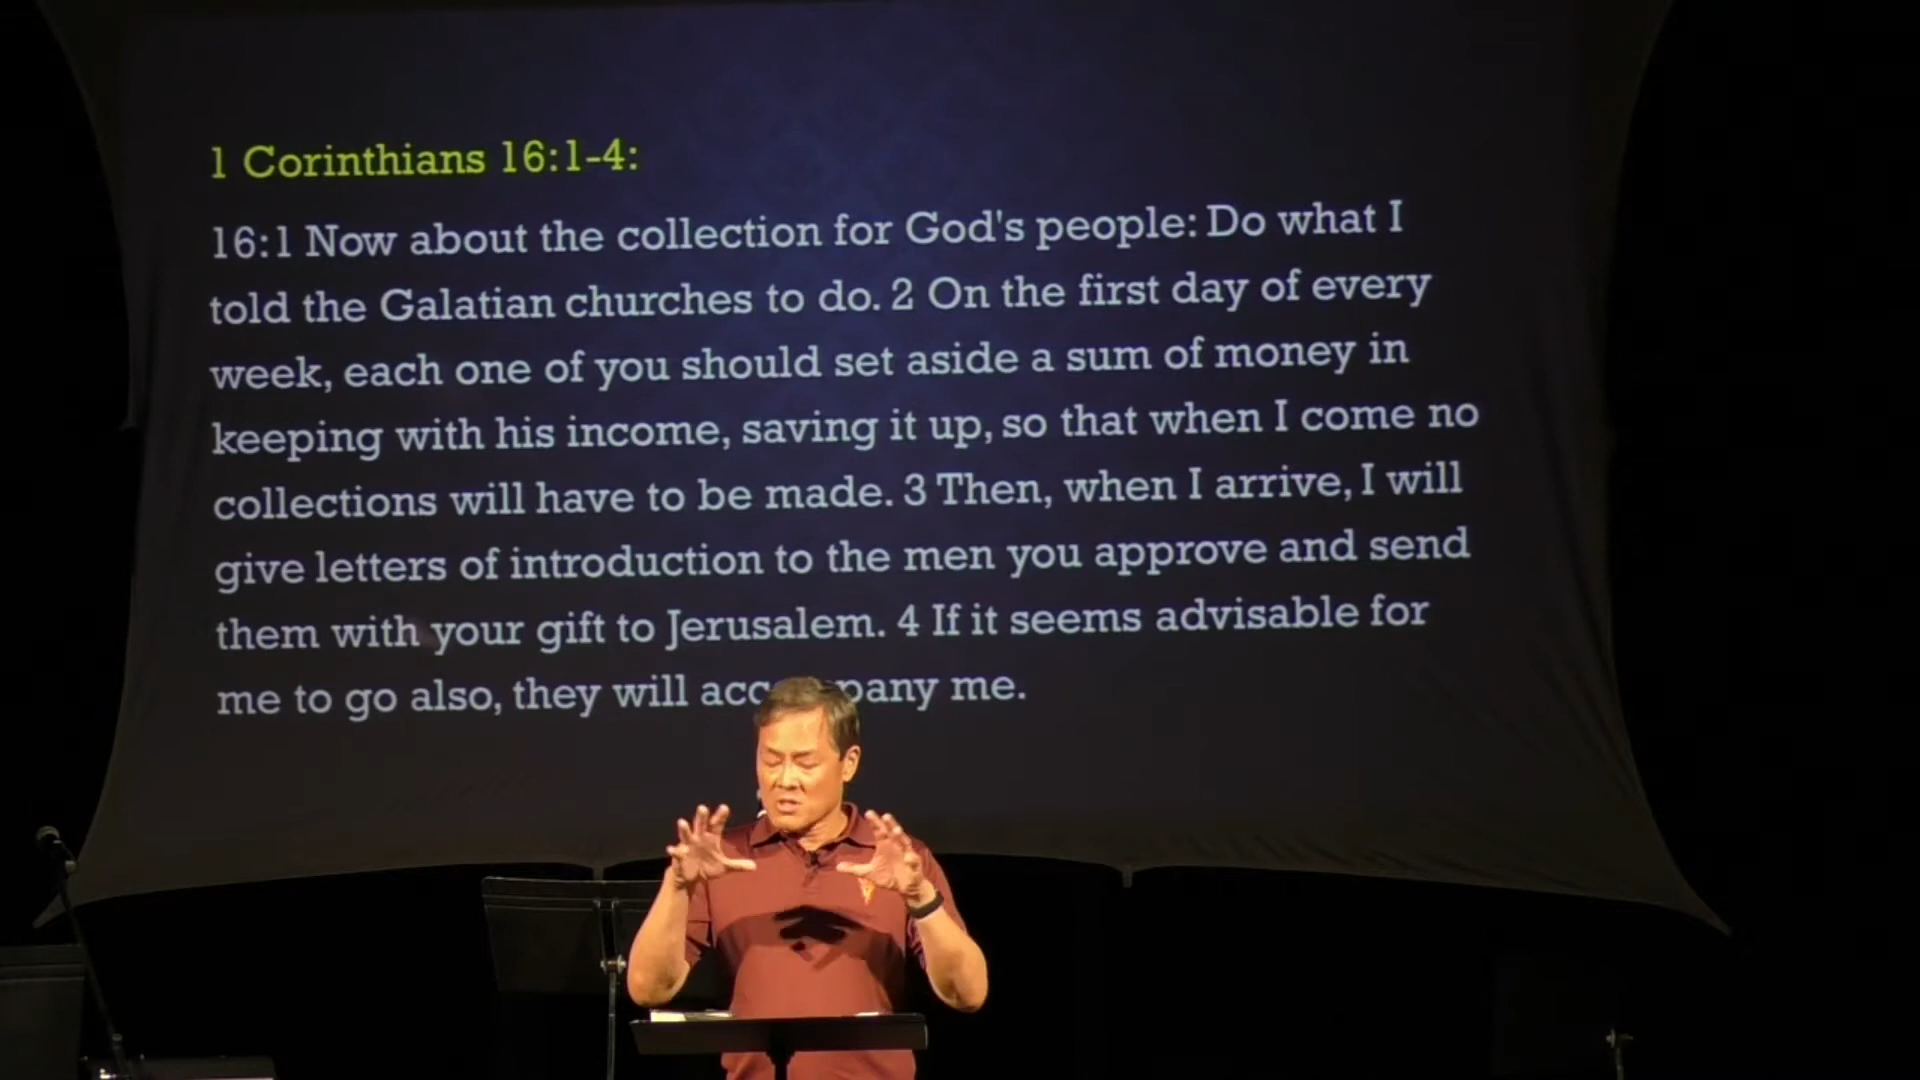 1 Corinthians 16:1-4:
16:1 Now about the collection for God's people: Do what I
told the Galatian churches to do. 2 On the first day of every
week, each one of you should set aside a sum of money in
keeping with his income, saving it up, so that when I come no
collections will have to be made. 3 Then, when I arrive, I will
give letters of introduction to the men you approve and send
them with your gift to Jerusalem. 4 If it seems advisable for
me to go also, they will acc pany me.